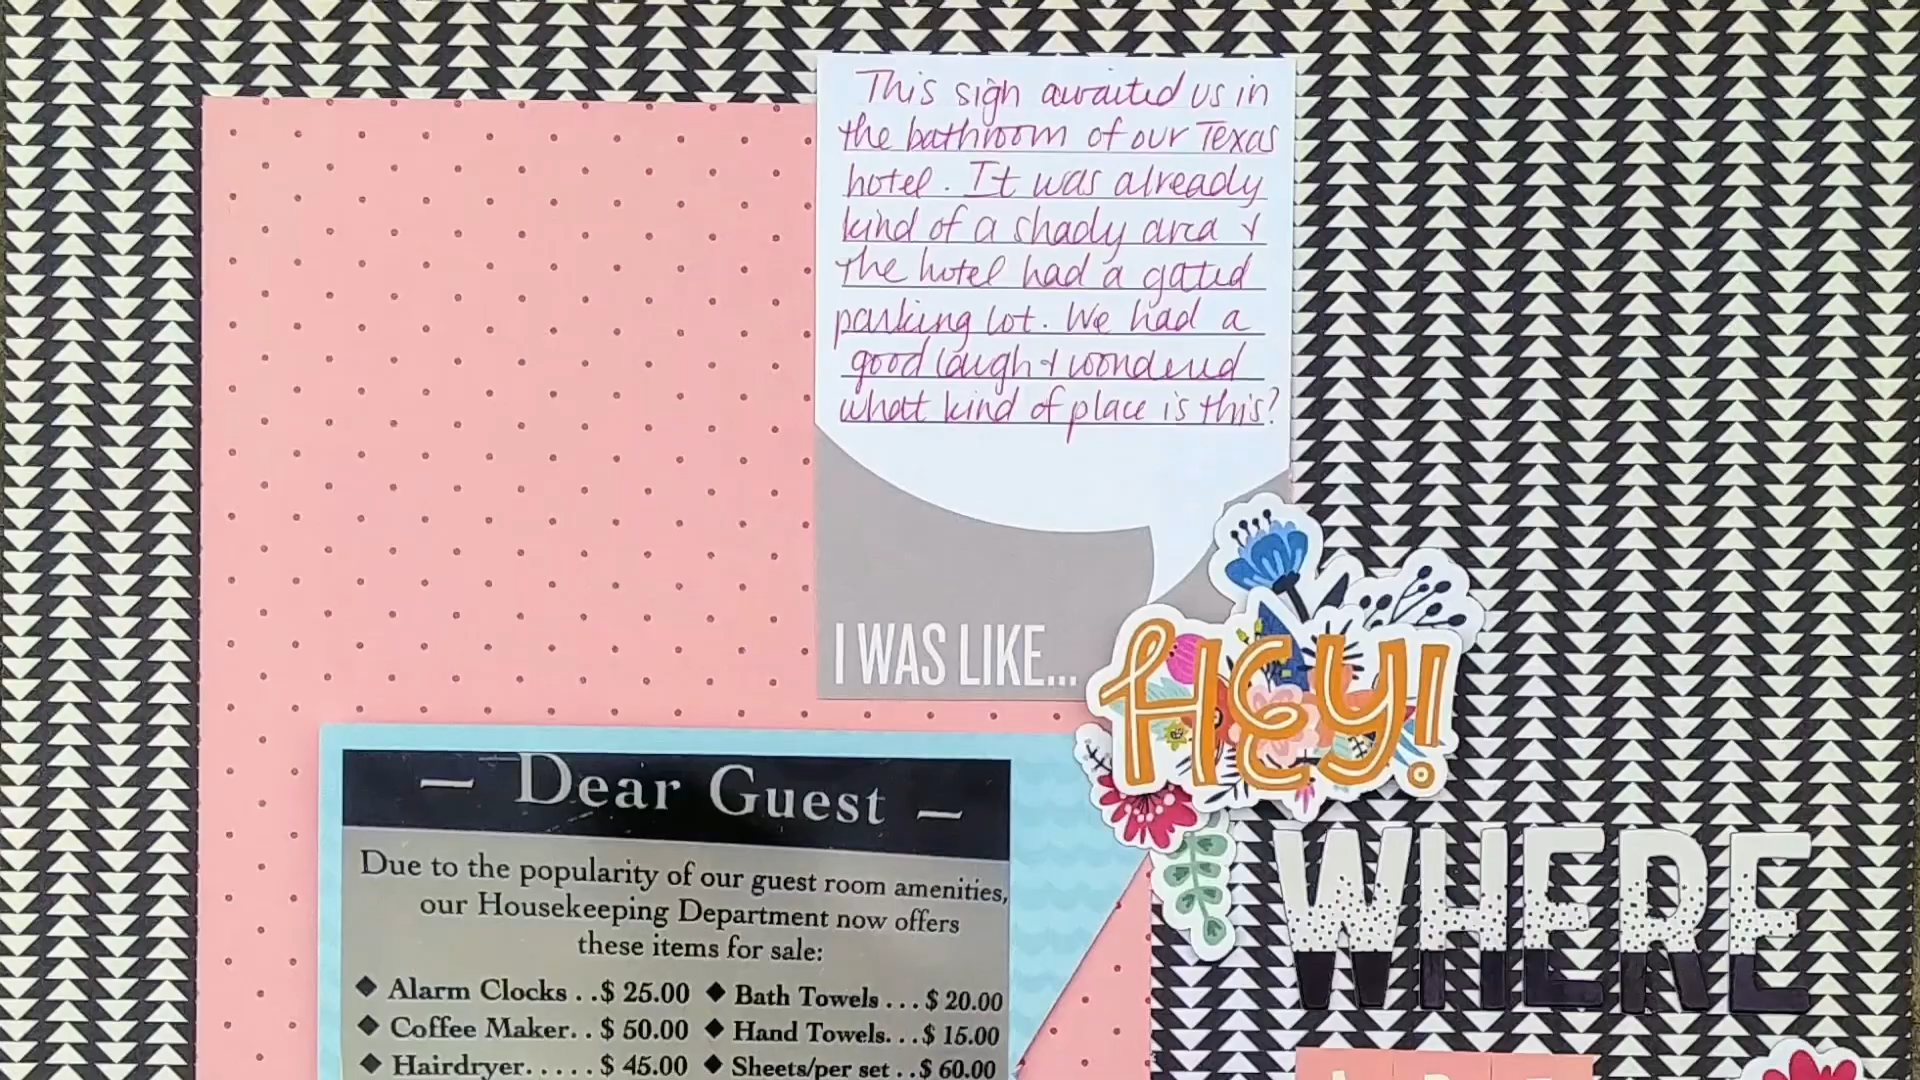 This sign awaited us in
the bathroom of our Texas
hotel. It was already
kind of a shady area &
the hotel had a gated
parking lot. We had a
good laugh & wondered
what kind of place is this?
I WAS LIKE...
HEY!
WHERE
— Dear Guest —
Due to the popularity of our guest room amenities,
our Housekeeping Department now offers
these items for sale:
◆ Alarm Clocks . . $ 25.00 ◆ Bath Towels . . . $ 20.00
◆ Coffee Maker. . $ 50.00 ◆ Hand Towels. . . $ 15.00
◆ Hairdryer. . . . . $ 45.00 ◆ Sheets/per set . . $ 60.00